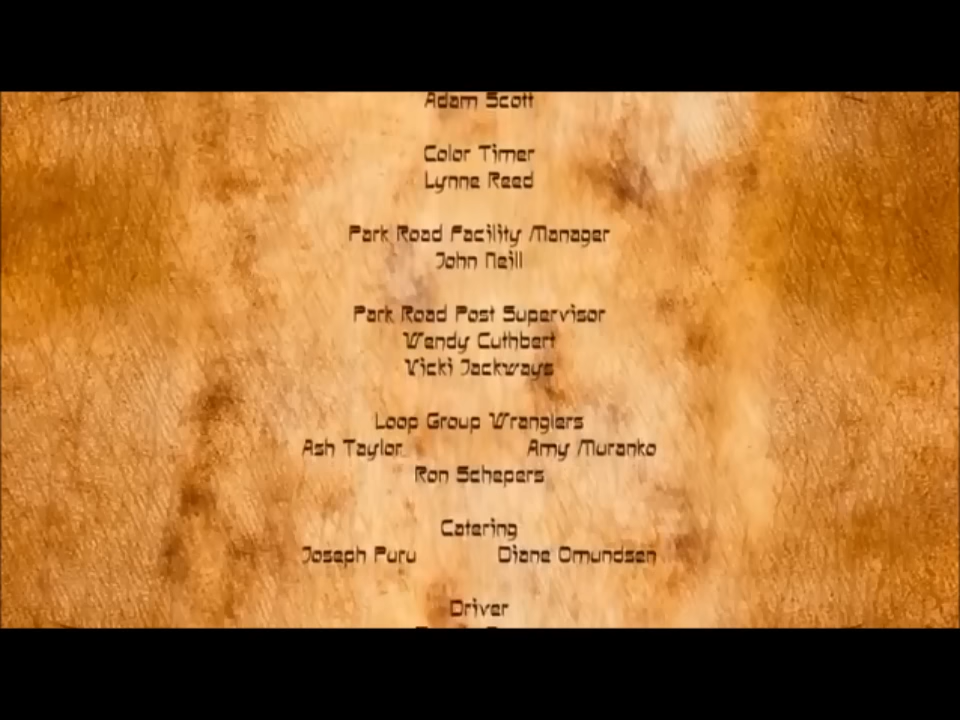 Adam Scott
Color Timer
Lynne Reed
Park Road Facility Manager
John Neill
Park Road Post Supervisor
Wendy Cuthbert
Vicki Jackways
Loop Group Wranglers
Ash Taylor Amy Muranko
Ron Schepers
Catering
Joseph Puru Diane Omundsen
Driver